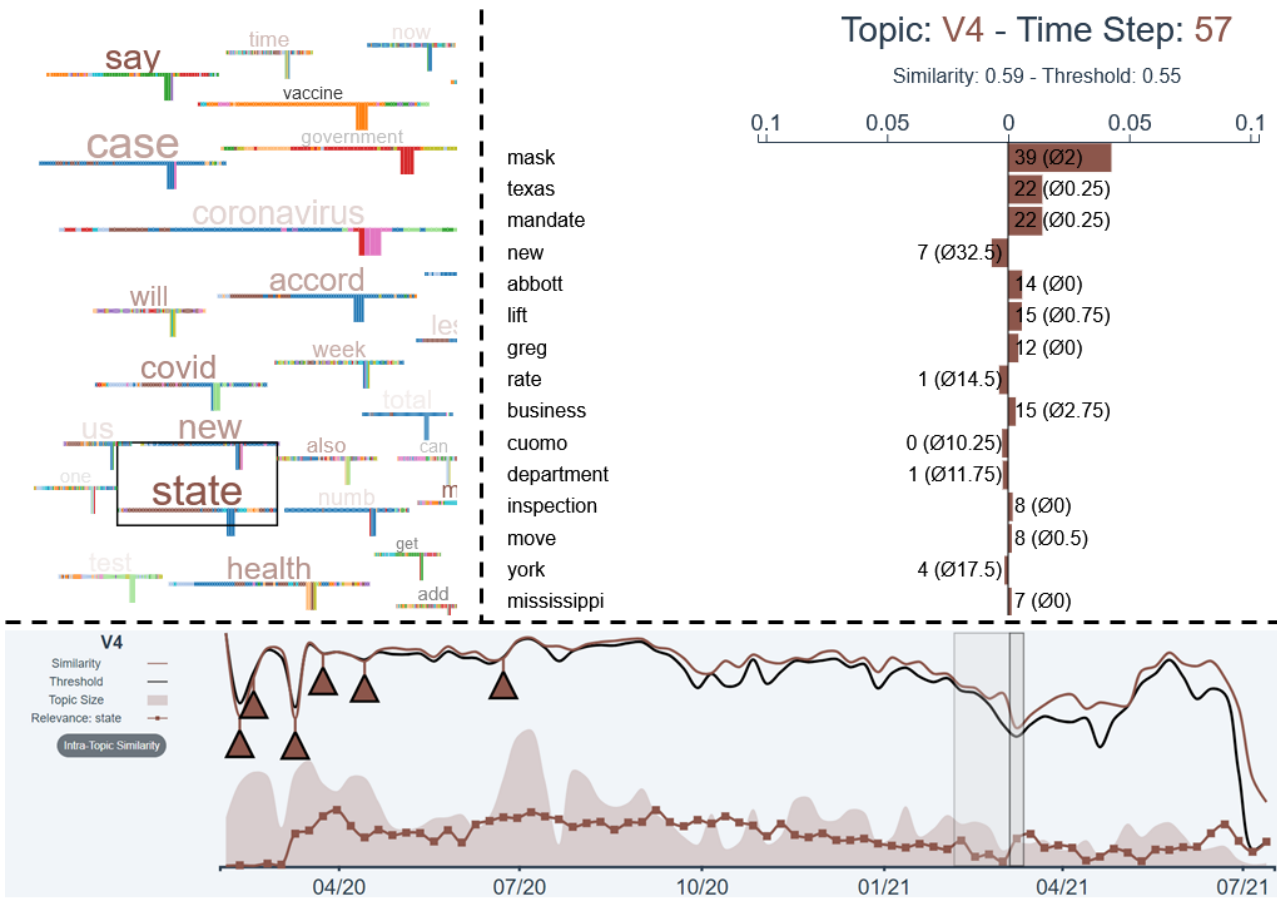 say
time
now
vaccine
case
government
coronavirus
accord
will
les
week
covid
total
us
new
also
can
one
state
numb
m
get
test
health
add
Topic: V4 - Time Step: 57
Similarity: 0.59 - Threshold: 0.55
0.1 0.05 0 0.05 0.1
mask 39 (Ø2)
texas 22 (Ø0.25)
mandate 22 (Ø0.25)
new 7 (Ø32.5)
abbott 14 (Ø0)
lift 15 (Ø0.75)
greg 12 (Ø0)
rate 1 (Ø14.5)
business 15 (Ø2.75)
cuomo 0 (Ø10.25)
department 1 (Ø11.75)
inspection 8 (Ø0)
move 8 (Ø0.5)
york 4 (Ø17.5)
mississippi 7 (Ø0)
V4
Similarity
Threshold
Topic Size
Relevance: state
Intra-Topic Similarity
04/20 07/20 10/20 01/21 04/21 07/21